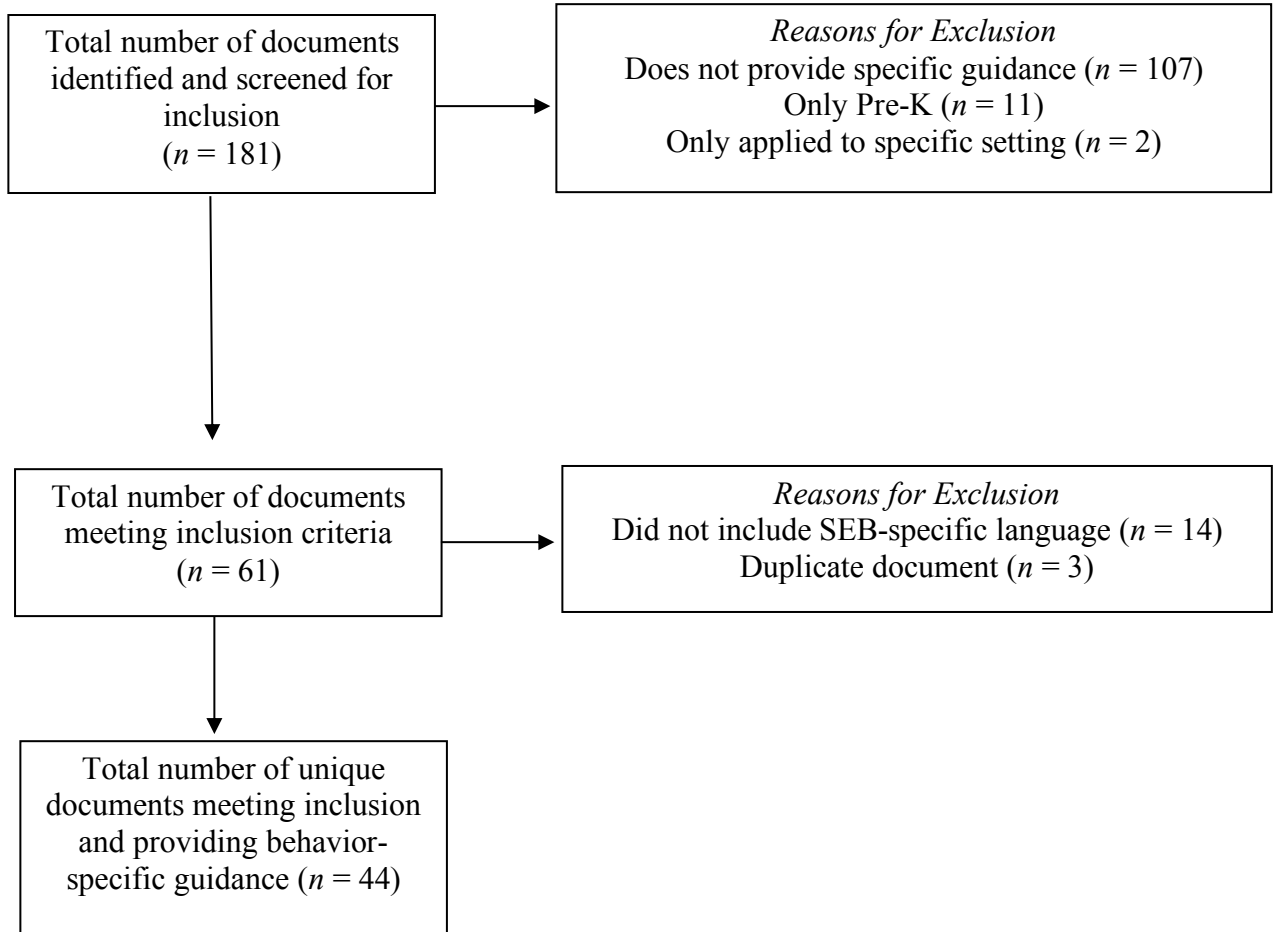 Total number of documents
identified and screened for
inclusion
(n = 181)
Reasons for Exclusion
Does not provide specific guidance (n = 107)
Only Pre-K (n = 11)
Only applied to specific setting (n = 2)
Total number of documents
meeting inclusion criteria
(n = 61)
Reasons for Exclusion
Did not include SEB-specific language (n = 14)
Duplicate document (n = 3)
Total number of unique
documents meeting inclusion
and providing behavior-
specific guidance (n = 44)